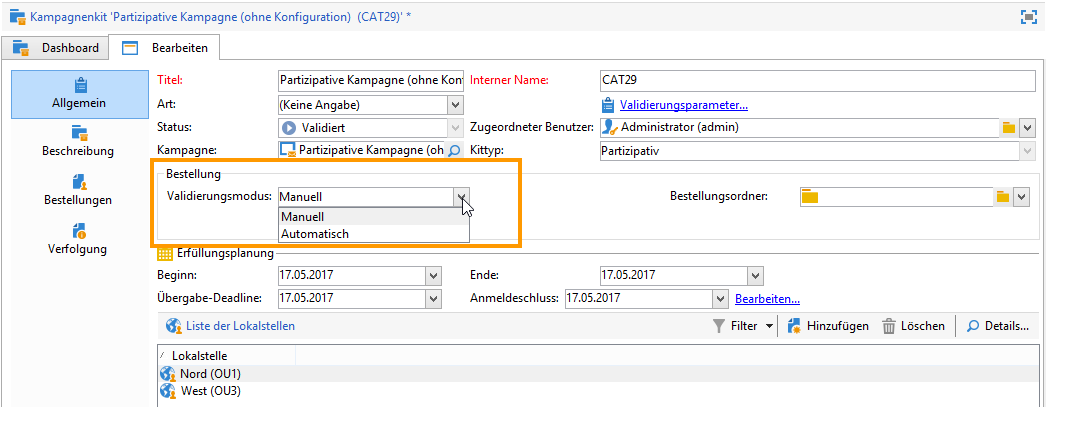 Kampagnenkit 'Partizipative Kampagne (ohne Konfiguration) (CAT29)' *
Dashboard Bearbeiten
Allgemein
Beschreibung
Bestellungen
Verfolgung
Titel: Partizipative Kampagne (ohne Kon Interner Name: CAT29
Art: (Keine Angabe) Validierungsparameter...
Status: Validiert Zugeordneter Benutzer: Administrator (admin)
Kampagne: Partizipative Kampagne (oh Kittyp: Partizipativ
Bestellung
Validierungsmodus: Manuell Bestellungsordner:
Manuell
Automatisch
Erfüllungsplanung
Beginn: 17.05.2017 Ende: 17.05.2017
Übergabe-Deadline: 17.05.2017 Anmeldeschluss: 17.05.2017 Bearbeiten...
Liste der Lokalstellen Filter Hinzufügen Löschen Details...
Lokalstelle
Nord (OU1)
West (OU3)